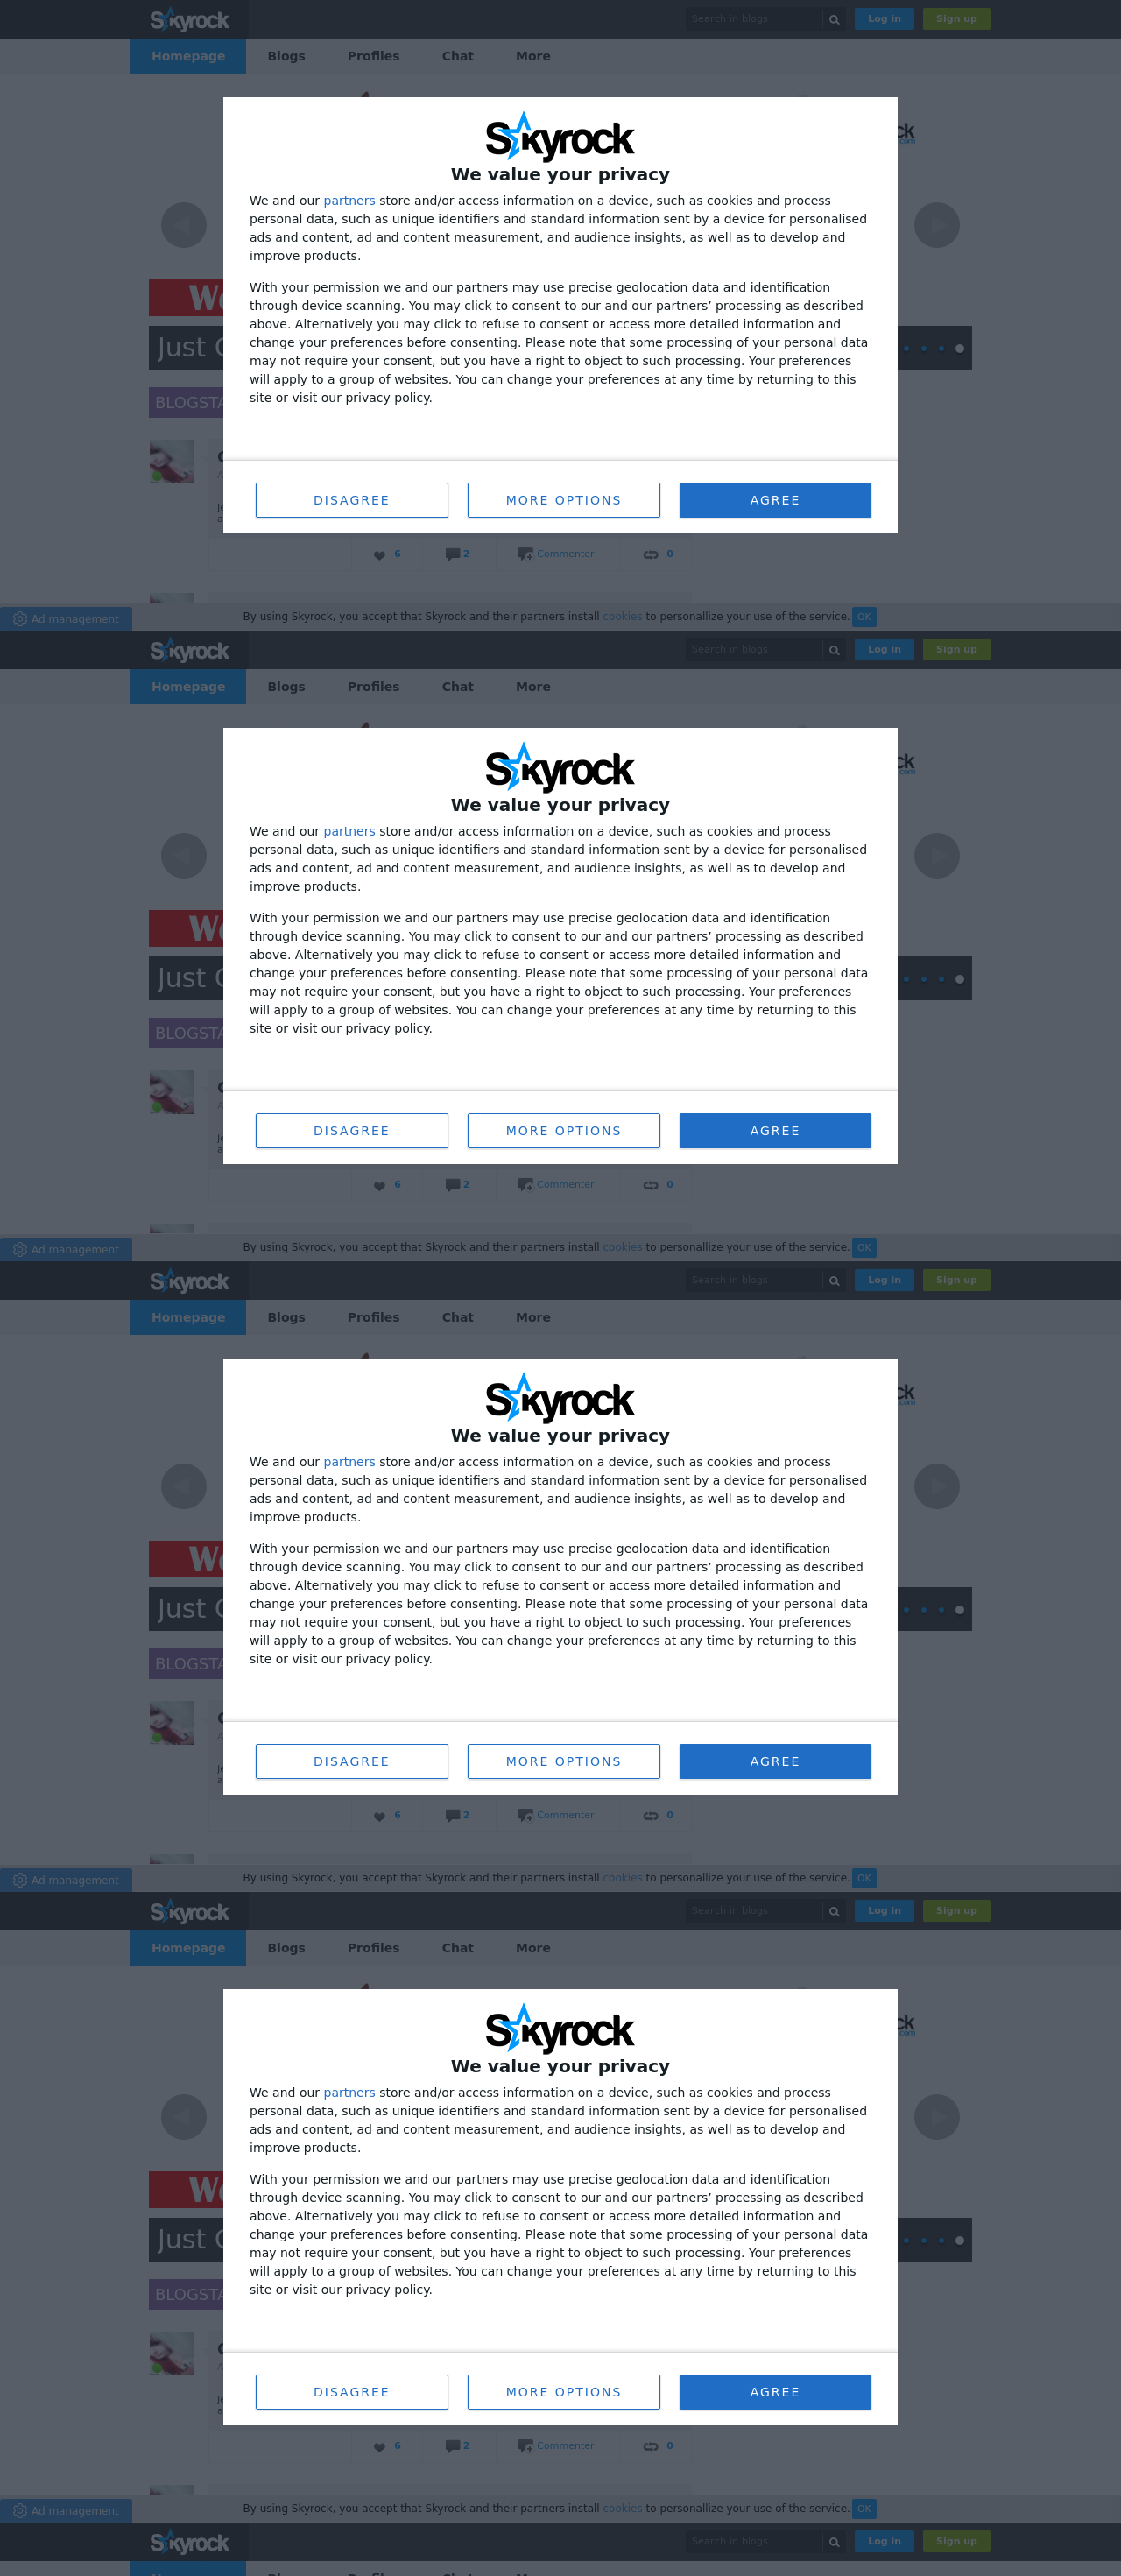 Skyrock
Search in blogs
Log in
Sign up
Homepage
Blogs
Profiles
Chat
More
Skyrock
We value your privacy
We and our partners store and/or access information on a device, such as cookies and process
personal data, such as unique identifiers and standard information sent by a device for personalised
ads and content, ad and content measurement, and audience insights, as well as to develop and
improve products.
With your permission we and our partners may use precise geolocation data and identification
through device scanning. You may click to consent to our and our partners’ processing as described
above. Alternatively you may click to refuse to consent or access more detailed information and
change your preferences before consenting. Please note that some processing of your personal data
may not require your consent, but you have a right to object to such processing. Your preferences
will apply to a group of websites. You can change your preferences at any time by returning to this
site or visit our privacy policy.
Just
DISAGREE
MORE OPTIONS
AGREE
6
2
Commenter
0
Ad management
By using Skyrock, you accept that Skyrock and their partners install cookies to personallize your use of the service.
OK
Skyrock
Search in blogs
Log in
Sign up
Homepage
Blogs
Profiles
Chat
More
Skyrock
We value your privacy
We and our partners store and/or access information on a device, such as cookies and process
personal data, such as unique identifiers and standard information sent by a device for personalised
ads and content, ad and content measurement, and audience insights, as well as to develop and
improve products.
With your permission we and our partners may use precise geolocation data and identification
through device scanning. You may click to consent to our and our partners’ processing as described
above. Alternatively you may click to refuse to consent or access more detailed information and
change your preferences before consenting. Please note that some processing of your personal data
may not require your consent, but you have a right to object to such processing. Your preferences
will apply to a group of websites. You can change your preferences at any time by returning to this
site or visit our privacy policy.
Just
DISAGREE
MORE OPTIONS
AGREE
6
2
Commenter
0
Ad management
By using Skyrock, you accept that Skyrock and their partners install cookies to personallize your use of the service.
OK
Skyrock
Search in blogs
Log in
Sign up
Homepage
Blogs
Profiles
Chat
More
Skyrock
We value your privacy
We and our partners store and/or access information on a device, such as cookies and process
personal data, such as unique identifiers and standard information sent by a device for personalised
ads and content, ad and content measurement, and audience insights, as well as to develop and
improve products.
With your permission we and our partners may use precise geolocation data and identification
through device scanning. You may click to consent to our and our partners’ processing as described
above. Alternatively you may click to refuse to consent or access more detailed information and
change your preferences before consenting. Please note that some processing of your personal data
may not require your consent, but you have a right to object to such processing. Your preferences
will apply to a group of websites. You can change your preferences at any time by returning to this
site or visit our privacy policy.
Just
DISAGREE
MORE OPTIONS
AGREE
6
2
Commenter
0
Ad management
By using Skyrock, you accept that Skyrock and their partners install cookies to personallize your use of the service.
OK
Skyrock
Search in blogs
Log in
Sign up
Homepage
Blogs
Profiles
Chat
More
Skyrock
We value your privacy
We and our partners store and/or access information on a device, such as cookies and process
personal data, such as unique identifiers and standard information sent by a device for personalised
ads and content, ad and content measurement, and audience insights, as well as to develop and
improve products.
With your permission we and our partners may use precise geolocation data and identification
through device scanning. You may click to consent to our and our partners’ processing as described
above. Alternatively you may click to refuse to consent or access more detailed information and
change your preferences before consenting. Please note that some processing of your personal data
may not require your consent, but you have a right to object to such processing. Your preferences
will apply to a group of websites. You can change your preferences at any time by returning to this
site or visit our privacy policy.
Just
DISAGREE
MORE OPTIONS
AGREE
6
2
Commenter
0
Ad management
By using Skyrock, you accept that Skyrock and their partners install cookies to personallize your use of the service.
OK
Skyrock
Search in blogs
Log in
Sign up